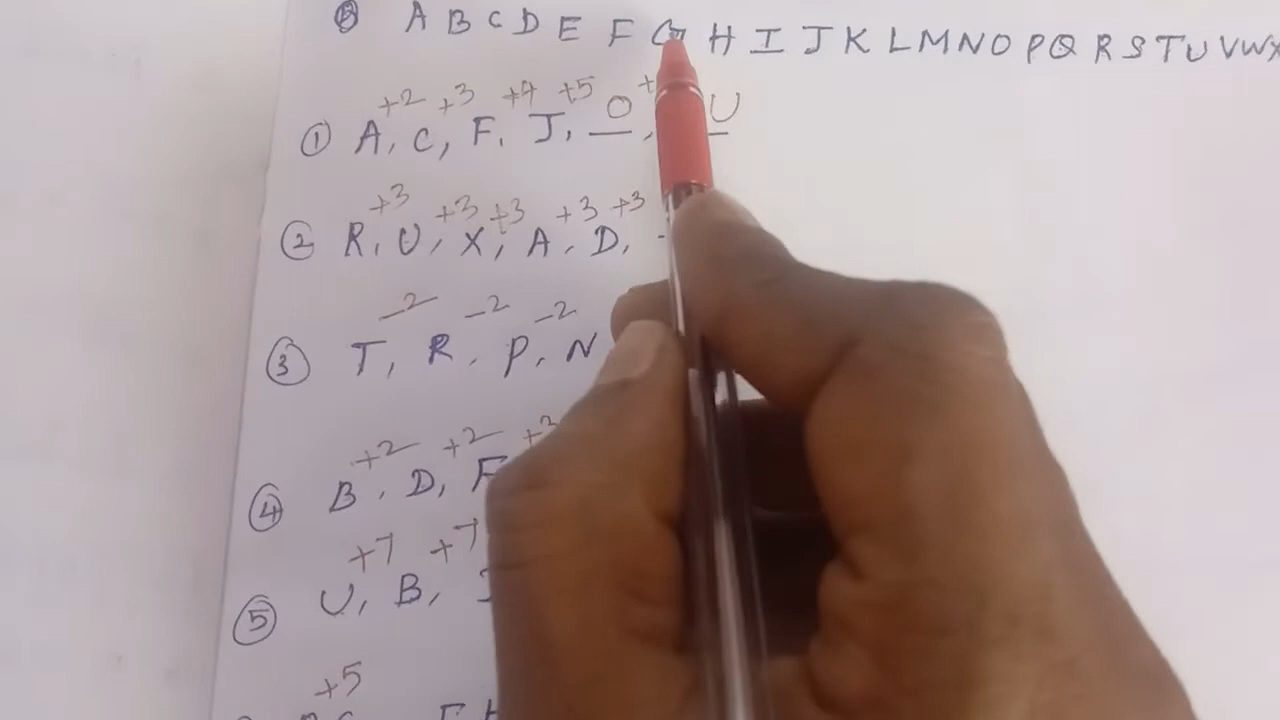 A B C D E F G H I J K L M N O P Q R S T U V W X
+2 +3 +4 +5 +
① A, C, F, J, O, U
+3 +3 +3 +3 +3
② R, U, X, A, D,
-2 -2 -2
③ T, R, P, N
+2 +2 +3
④ B, D, F
+7 +7
⑤ U, B,
+5